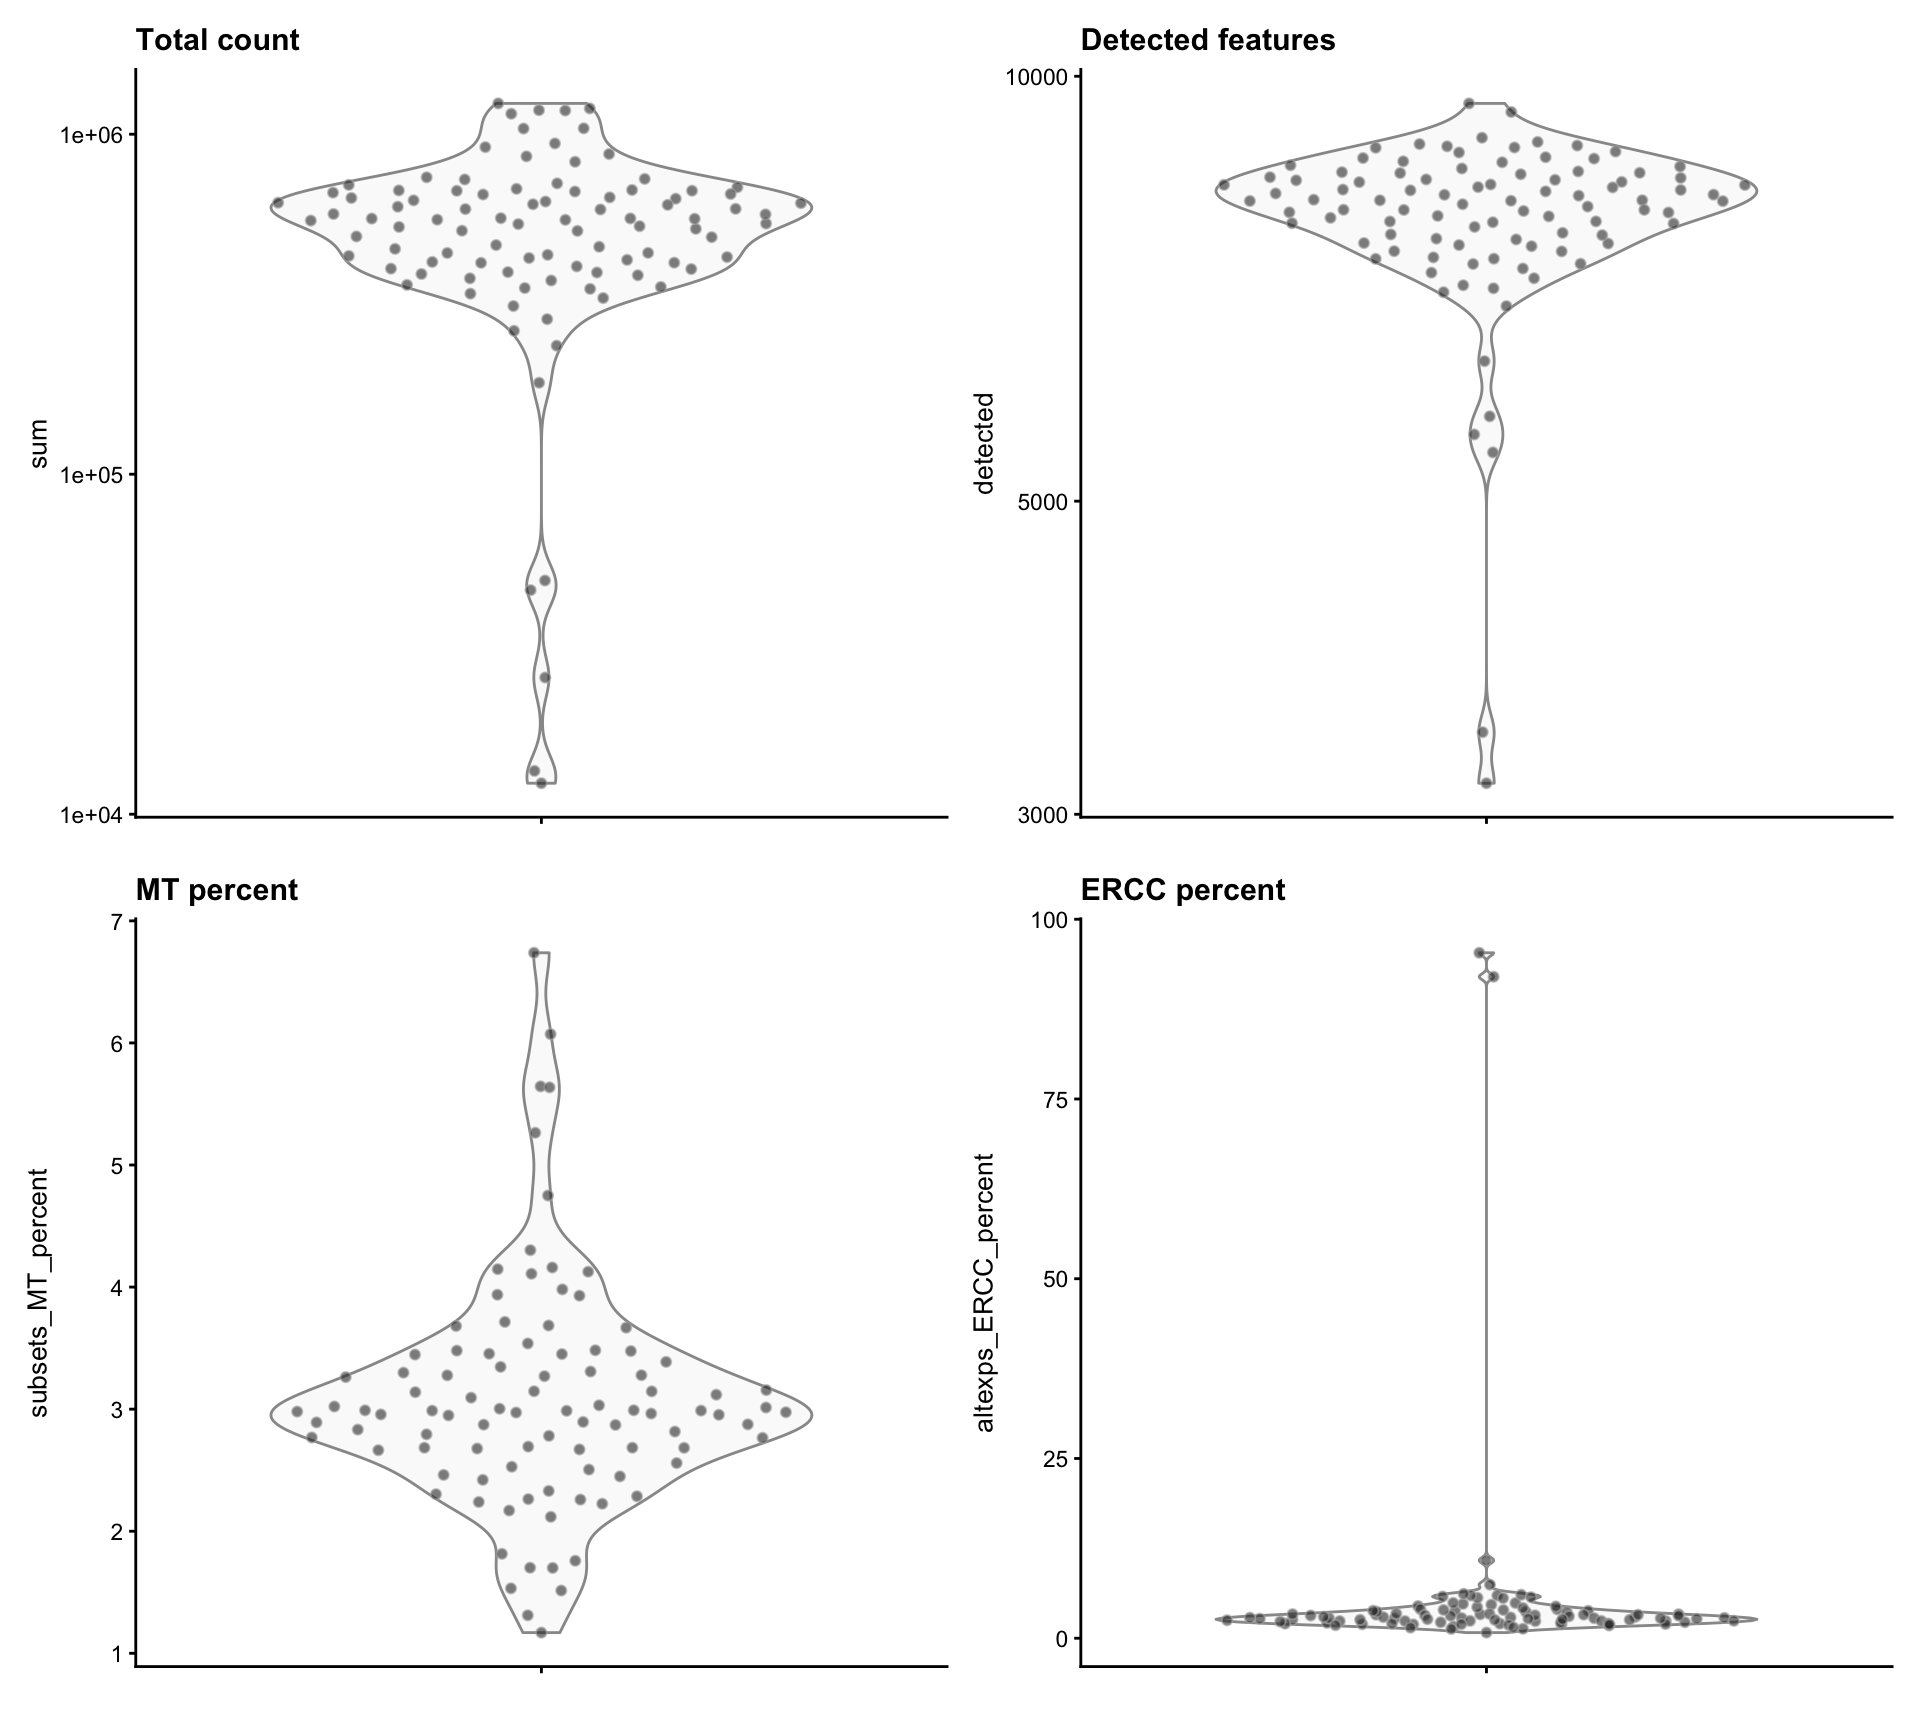 Total count
sum
1e+06
1e+05
1e+04
Detected features
detected
10000
5000
3000
MT percent
subsets_MT_percent
7
6
5
4
3
2
1
ERCC percent
altexps_ERCC_percent
100
75
50
25
0